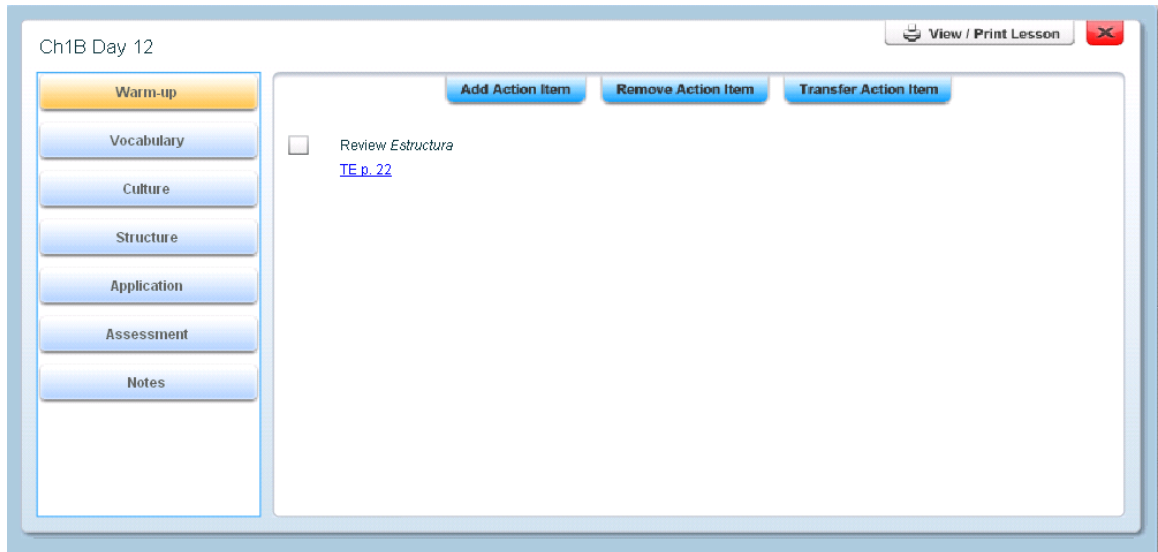 Ch1B Day 12
View / Print Lesson
Warm-up
Vocabulary
Culture
Structure
Application
Assessment
Notes
Add Action Item
Remove Action Item
Transfer Action Item
Review Estructura
TE p. 22